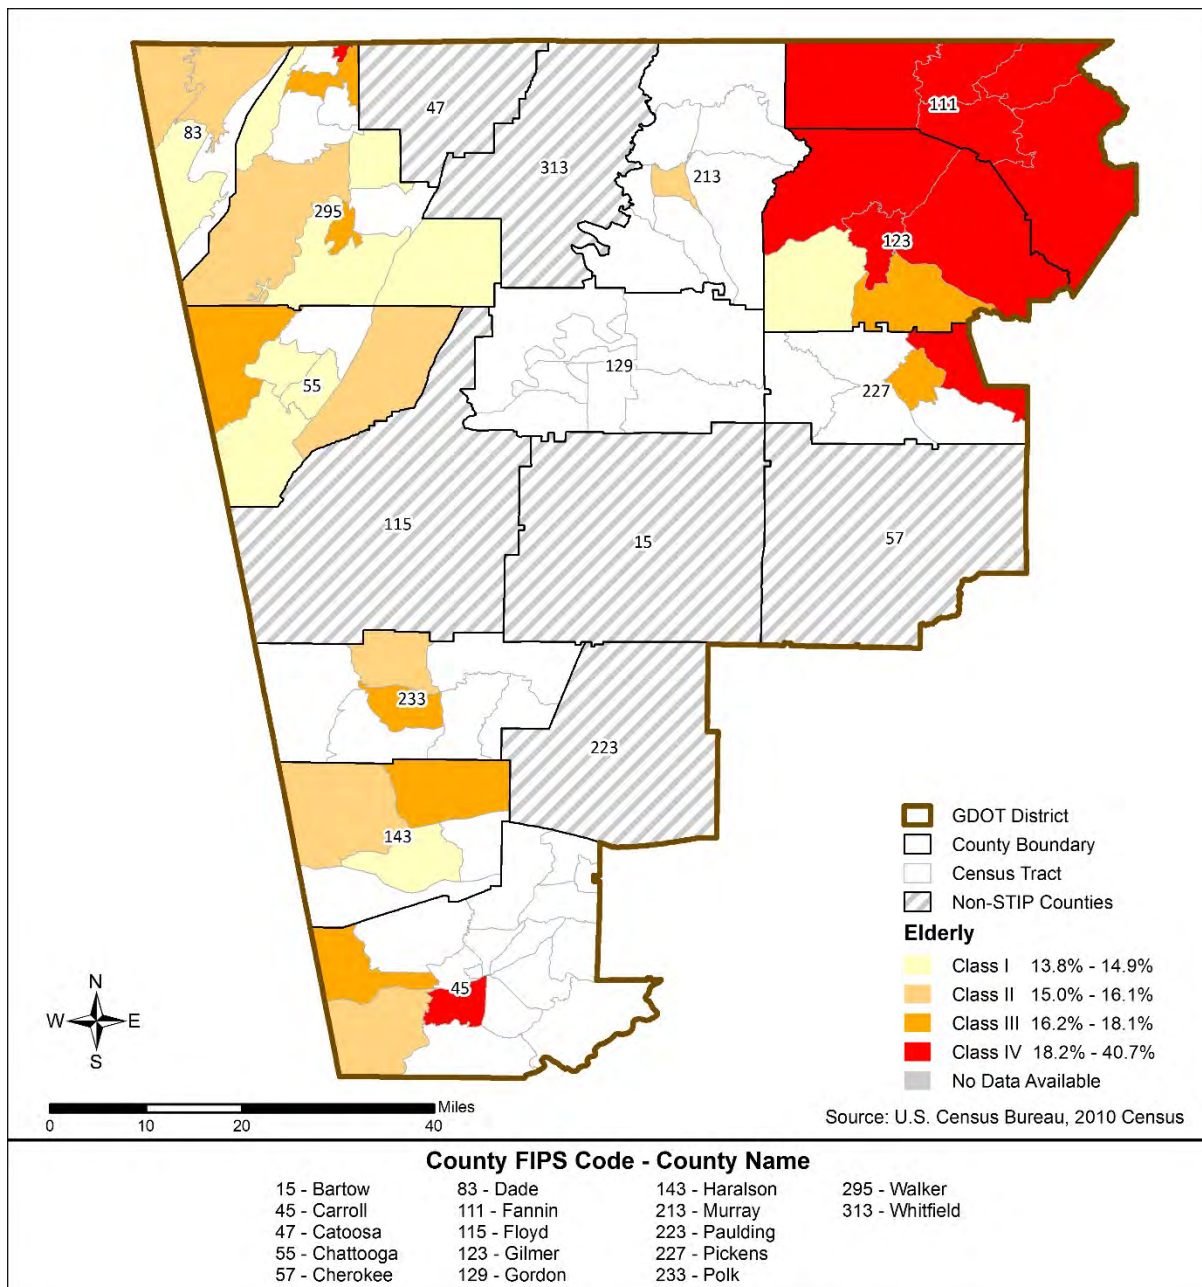 47
111
83
313
213
295
123
129
55
227
115
15
57
233
223
143
45
GDOT District
County Boundary
Census Tract
Non-STIP Counties
Elderly
Class I 13.8% - 14.9%
Class II 15.0% - 16.1%
Class III 16.2% - 18.1%
Class IV 18.2% - 40.7%
No Data Available
N
W E
S
Miles
0 10 20 40
Source: U.S. Census Bureau, 2010 Census
County FIPS Code - County Name
15 - Bartow 83 - Dade 143 - Haralson 295 - Walker
45 - Carroll 111 - Fannin 213 - Murray 313 - Whitfield
47 - Catoosa 115 - Floyd 223 - Paulding
55 - Chattooga 123 - Gilmer 227 - Pickens
57 - Cherokee 129 - Gordon 233 - Polk